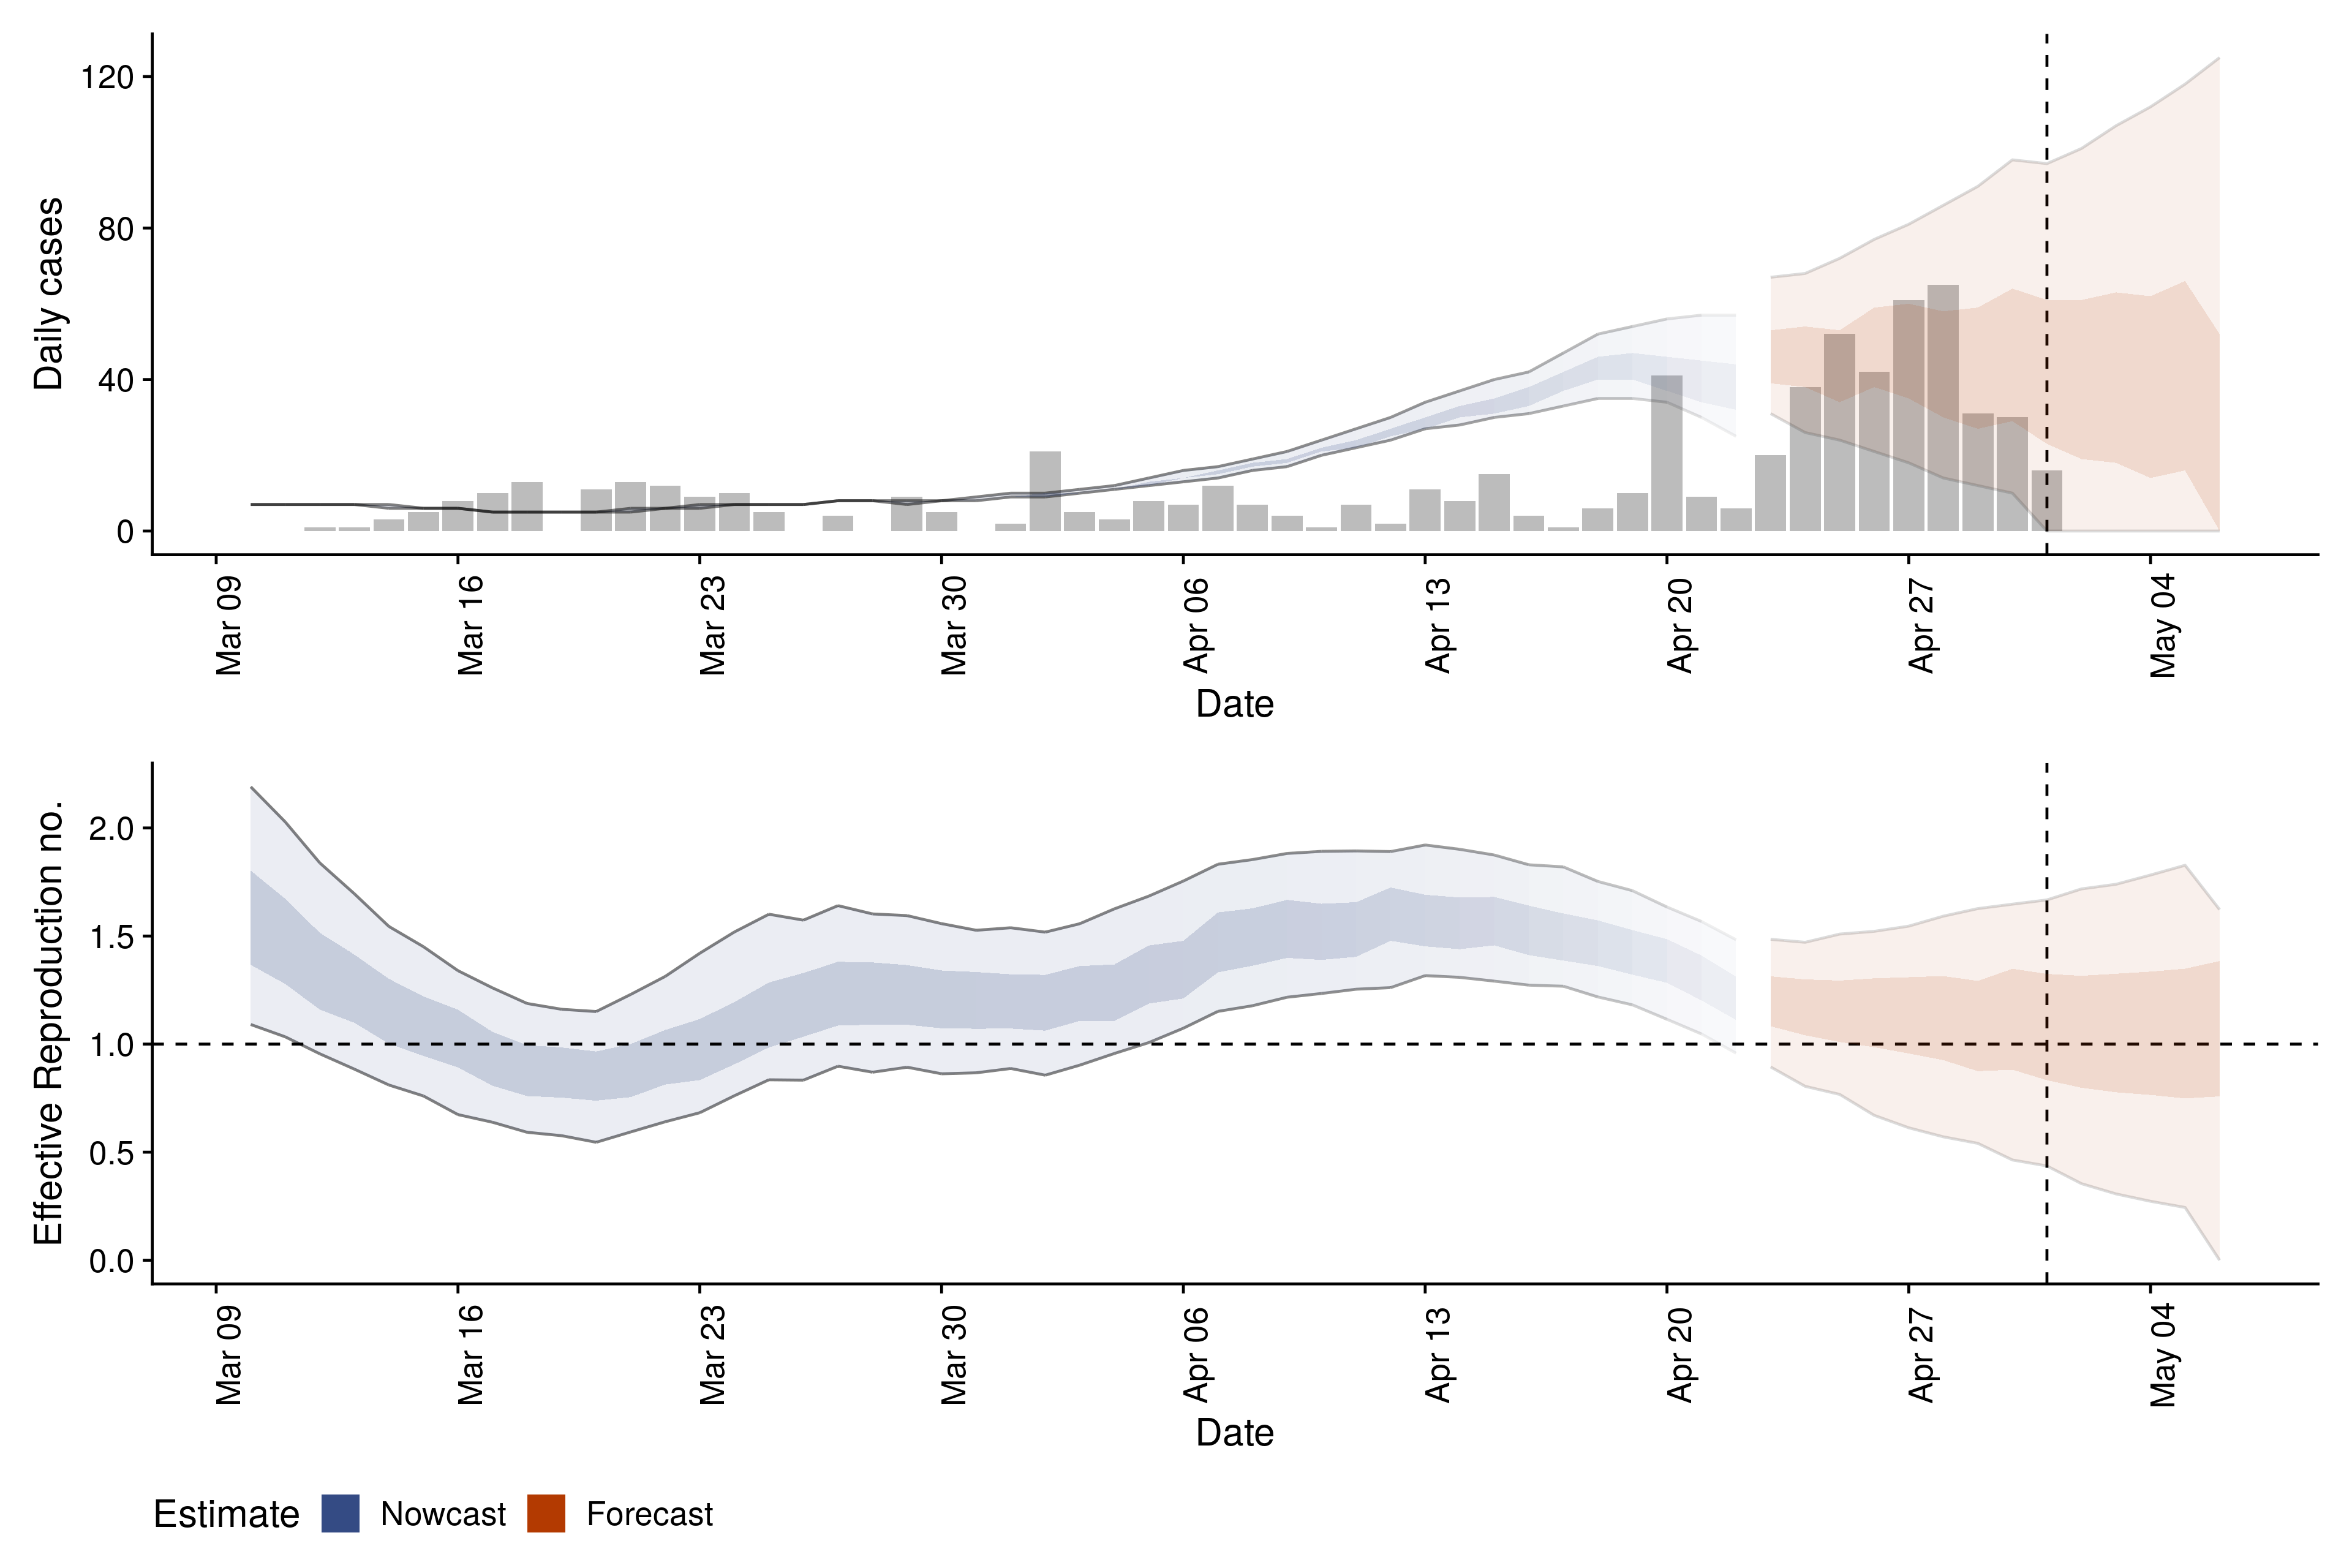 Daily cases
120
80
40
0
Mar 09
Mar 16
Mar 23
Mar 30
Apr 06
Apr 13
Apr 20
Apr 27
May 04
Date
Effective Reproduction no.
2.0
1.5
1.0
0.5
0.0
Mar 09
Mar 16
Mar 23
Mar 30
Apr 06
Apr 13
Apr 20
Apr 27
May 04
Date
Estimate Nowcast Forecast